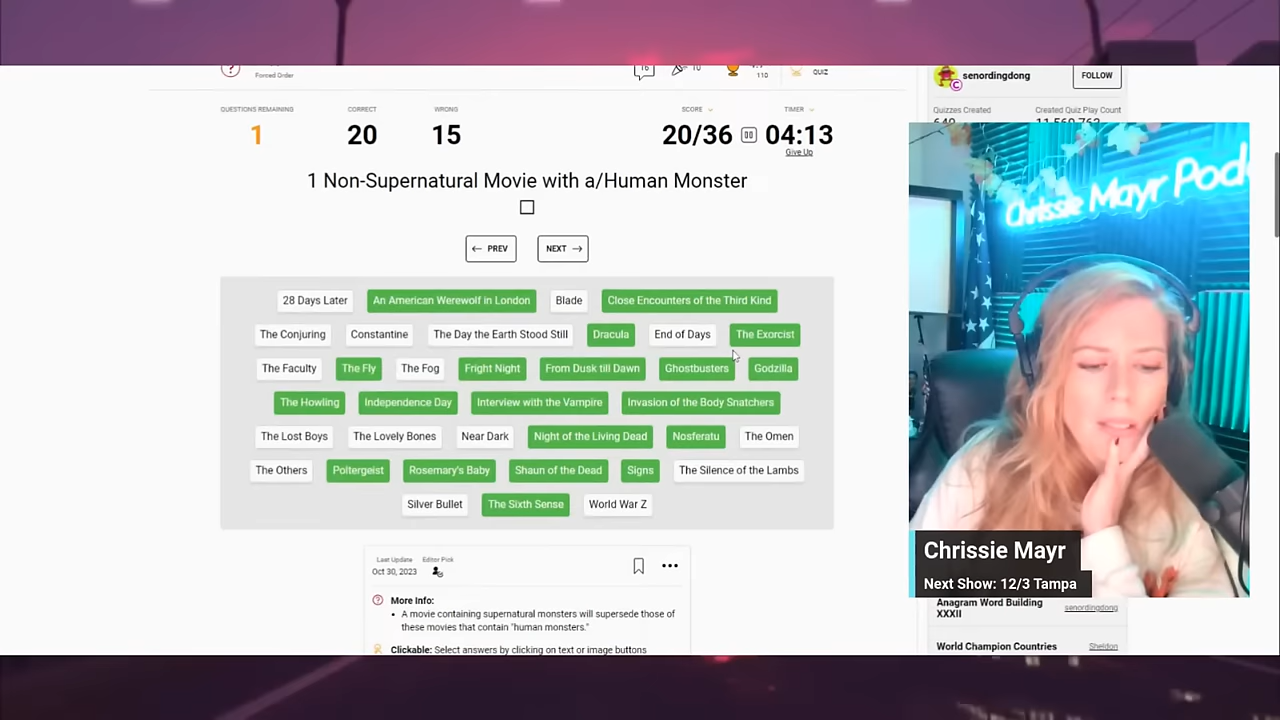 Forced Order
16
10
110
QUIZ
senordingdong
FOLLOW
Quizzes Created
Created Quiz Play Count
QUESTIONS REMAINING
CORRECT
WRONG
SCORE
TIMER
1
20
15
20/36
04:13
Give Up
1 Non-Supernatural Movie with a/Human Monster
← PREV
NEXT →
28 Days Later
An American Werewolf in London
Blade
Close Encounters of the Third Kind
The Conjuring
Constantine
The Day the Earth Stood Still
Dracula
End of Days
The Exorcist
The Faculty
The Fly
The Fog
Fright Night
From Dusk till Dawn
Ghostbusters
Godzilla
The Howling
Independence Day
Interview with the Vampire
Invasion of the Body Snatchers
The Lost Boys
The Lovely Bones
Near Dark
Night of the Living Dead
Nosferatu
The Omen
The Others
Poltergeist
Rosemary's Baby
Shaun of the Dead
Signs
The Silence of the Lambs
Silver Bullet
The Sixth Sense
World War Z
Last Update
Editor Pick
Oct 30, 2023
More Info:
• A movie containing supernatural monsters will supersede those of
these movies that contain "human monsters."
Clickable: Select answers by clicking on text or image buttons
Chrissie Mayr Pod
Chrissie Mayr
Next Show: 12/3 Tampa
Anagram Word Building
XXXII
senordingdong
World Champion Countries
Sheldon